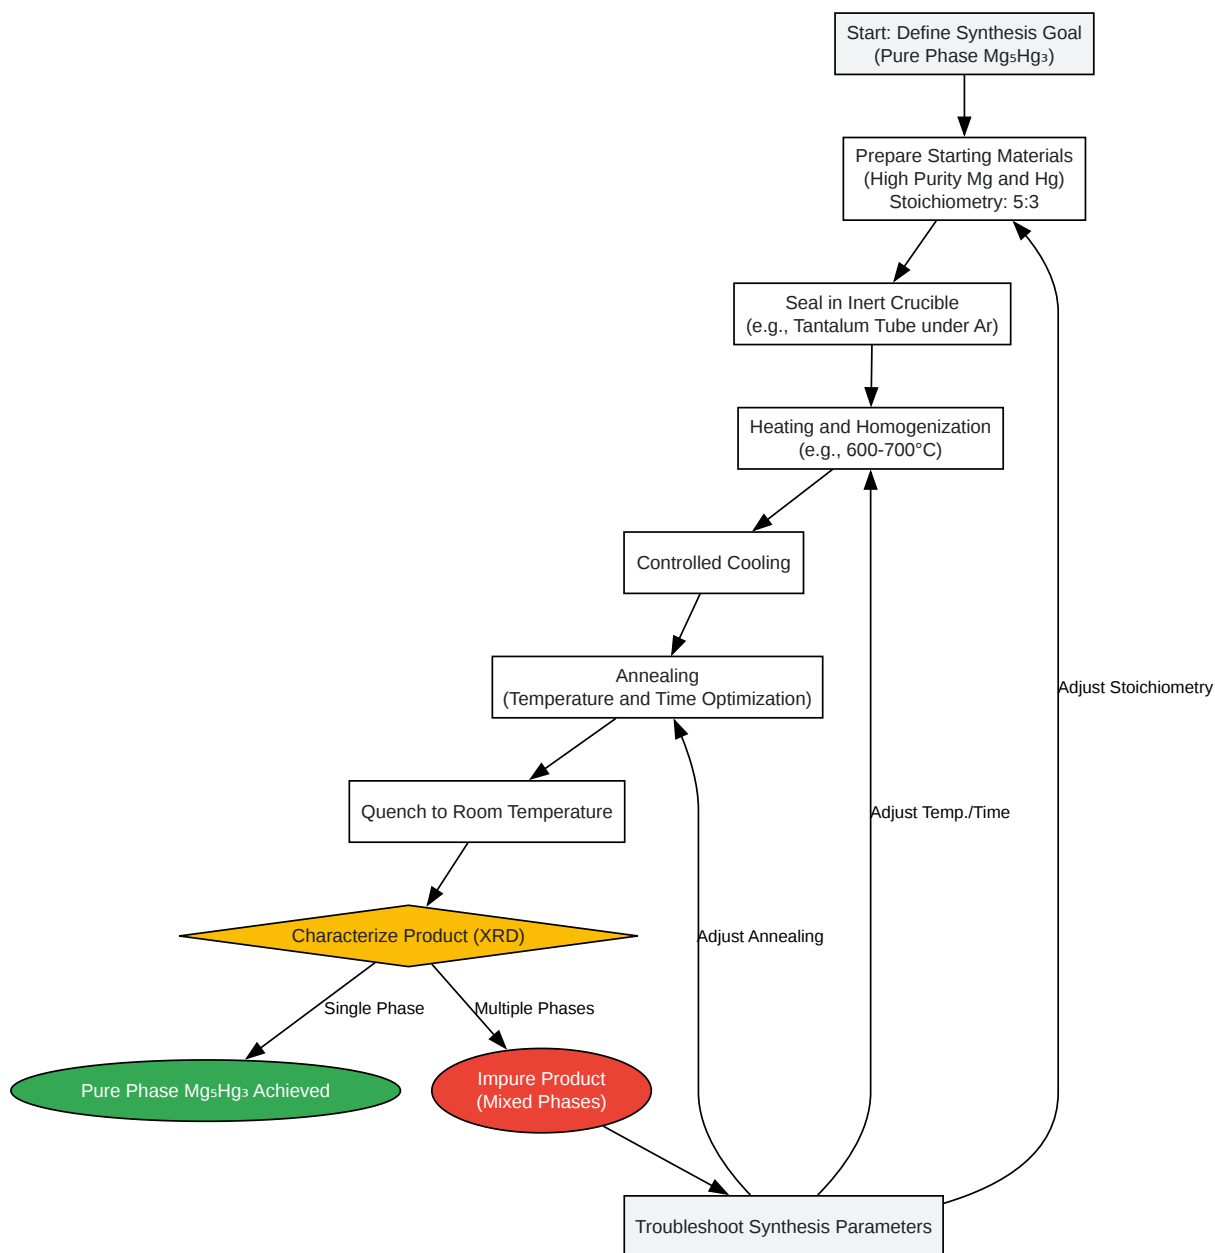 Start: Define Synthesis Goal
(Pure Phase Mg₅Hg₃)
Prepare Starting Materials
(High Purity Mg and Hg)
Stoichiometry: 5:3
Seal in Inert Crucible
(e.g., Tantalum Tube under Ar)
Heating and Homogenization
(e.g., 600-700°C)
Controlled Cooling
Annealing
(Temperature and Time Optimization)
Adjust Stoichiometry
Quench to Room Temperature
Adjust Temp./Time
Characterize Product (XRD)
Adjust Annealing
Single Phase
Multiple Phases
Pure Phase Mg₅Hg₃ Achieved
Impure Product
(Mixed Phases)
Troubleshoot Synthesis Parameters